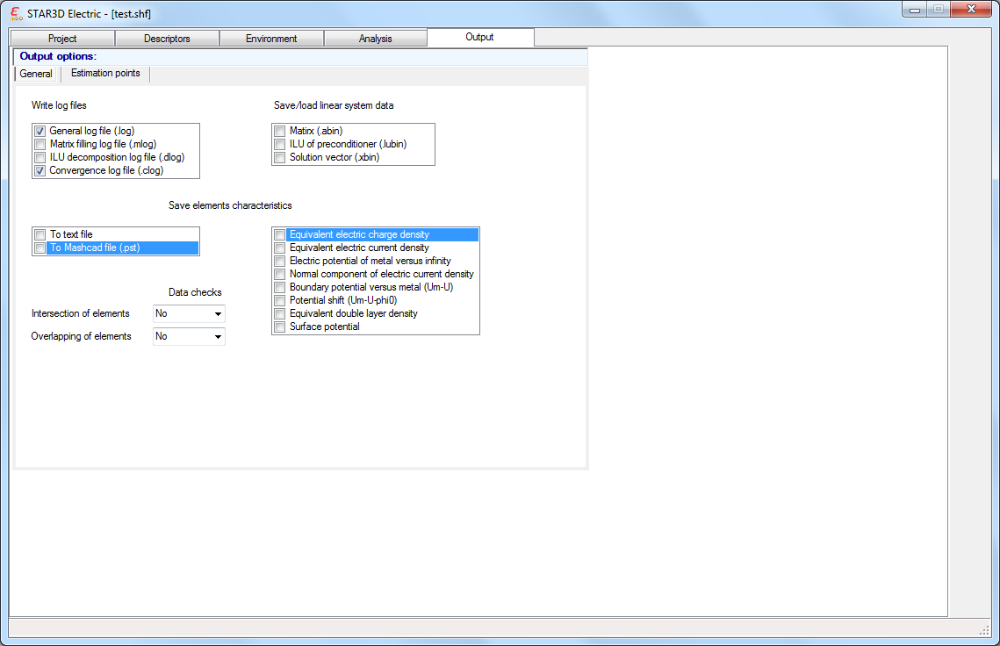 STAR3D Electric - [test.shf]
Project Descriptors Environment Analysis Output
Output options:
General Estimation points
Write log files
General log file (.log)
Matrix filling log file (.mlog)
ILU decomposition log file (.dlog)
Convergence log file (.clog)
Save/load linear system data
Matirx (.abin)
ILU of preconditioner (.lubin)
Solution vector (.xbin)
Save elements characteristics
To text file
To Mashcad file (.pst)
Equivalent electric charge density
Equivalent electric current density
Electric potential of metal versus infinity
Normal component of electric current density
Boundary potential versus metal (Um-U)
Potential shift (Um-U-phi0)
Equivalent double layer density
Surface potential
Data checks
Intersection of elements No
Overlapping of elements No